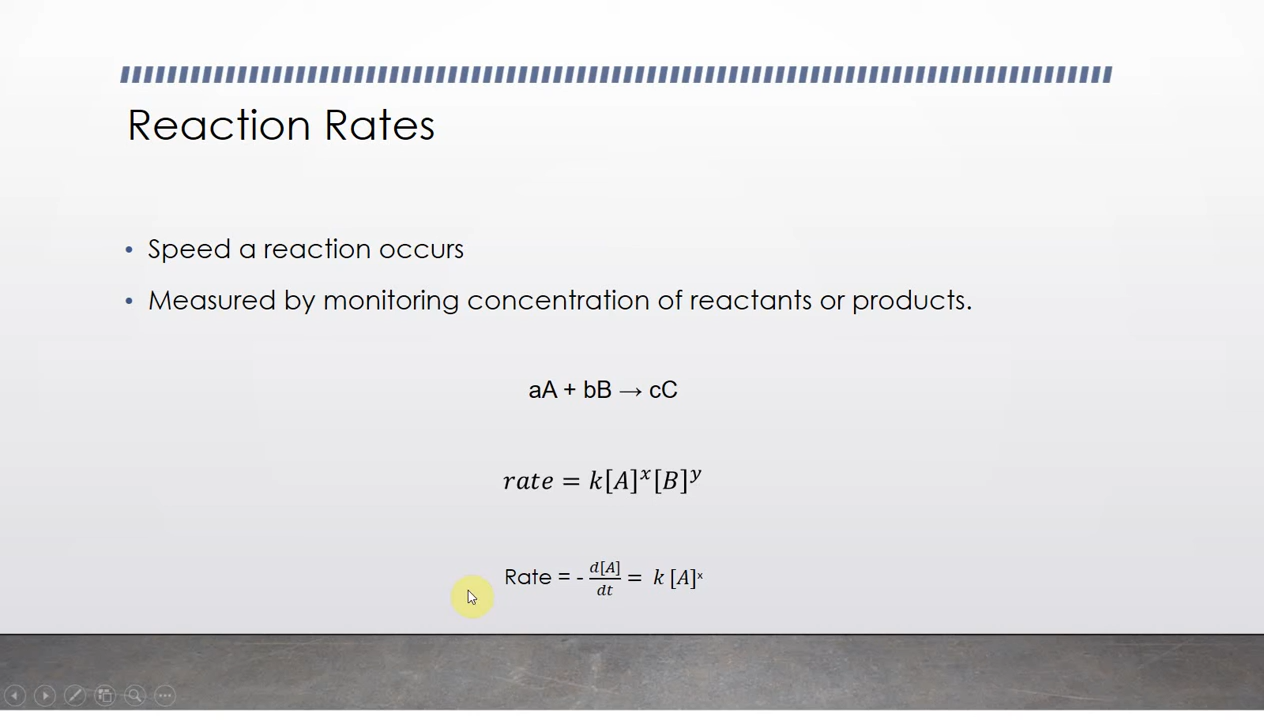 Reaction Rates
• Speed a reaction occurs
• Measured by monitoring concentration of reactants or products.
aA + bB → cC
rate = k[A]ˣ[B]ʸ
Rate = - d[A]/dt = k [A]ˣ